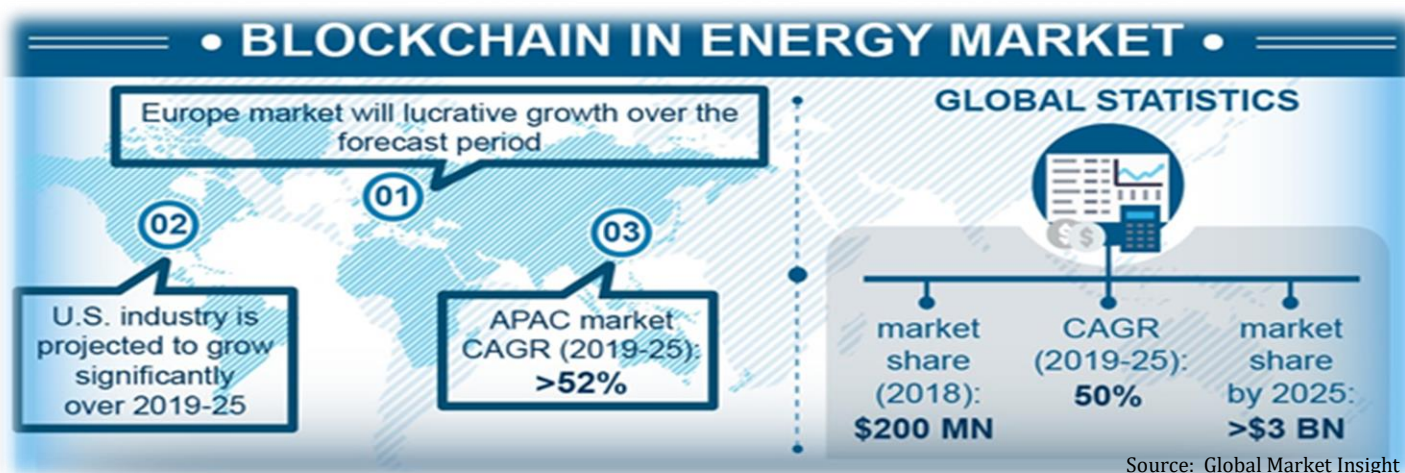 • BLOCKCHAIN IN ENERGY MARKET •
Europe market will lucrative growth over the
forecast period
01
02
03
U.S. industry is
projected to grow
significantly
over 2019-25
APAC market
CAGR (2019-25):
>52%
GLOBAL STATISTICS
$ $
market
share
(2018):
$200 MN
CAGR
(2019-25):
50%
market
share
by 2025:
>$3 BN
Source: Global Market Insight